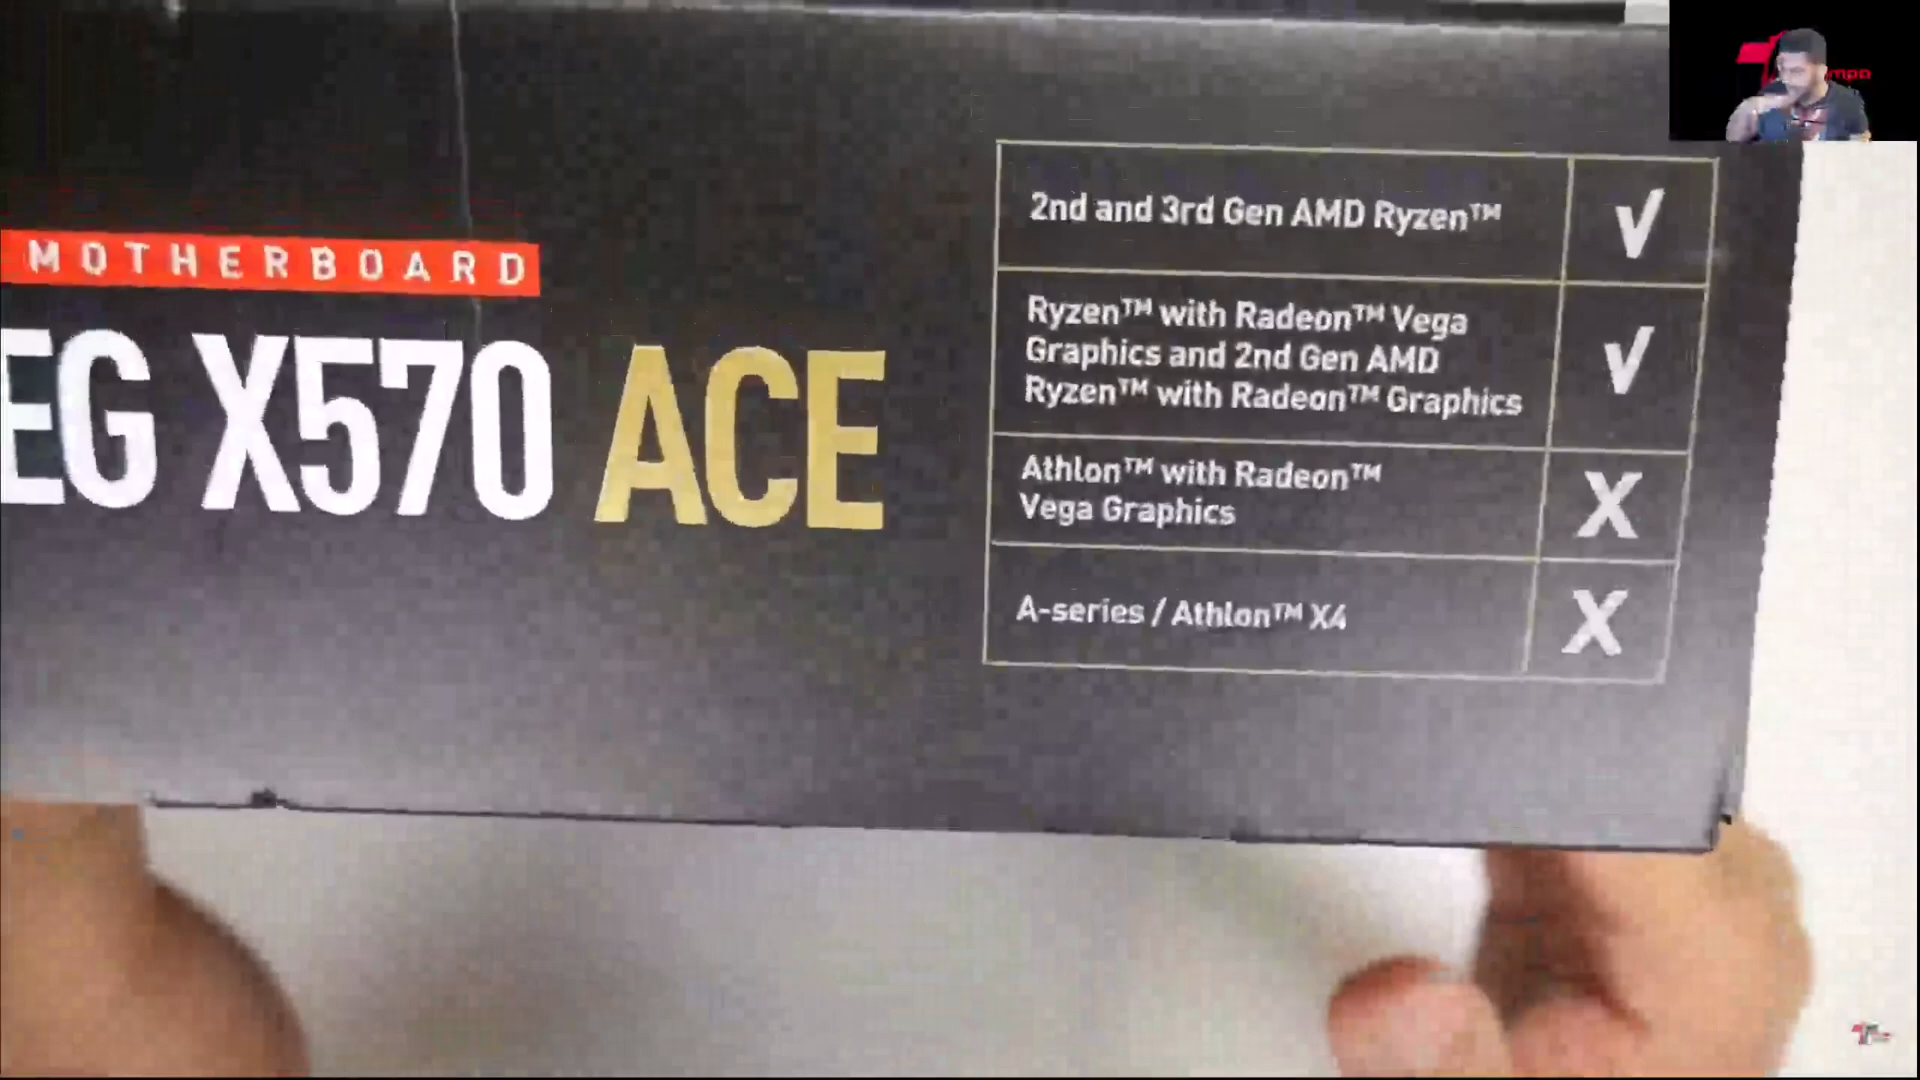 MOTHERBOARD
EG X570 ACE
2nd and 3rd Gen AMD Ryzen™ √
Ryzen™ with Radeon™ Vega
Graphics and 2nd Gen AMD
Ryzen™ with Radeon™ Graphics √
Athlon™ with Radeon™
Vega Graphics X
A-series / Athlon™ X4 X